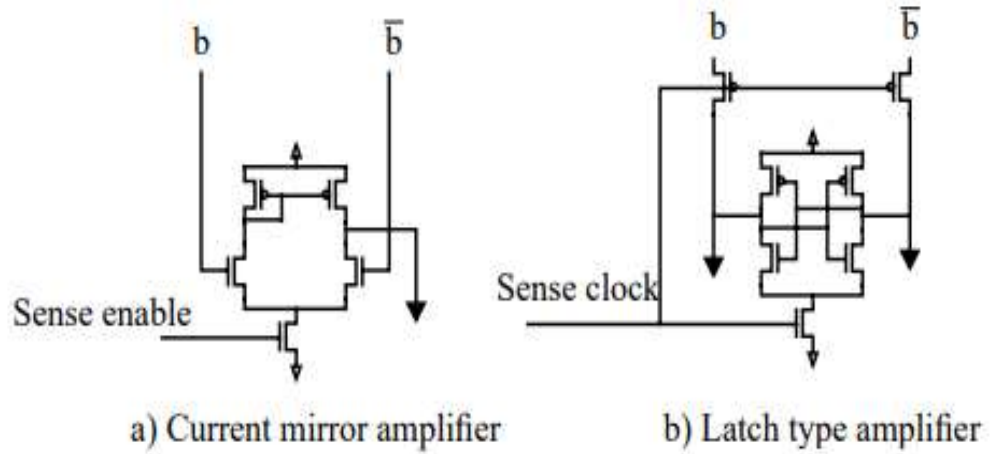 b
b̅
b
b̅
Sense enable
Sense clock
a) Current mirror amplifier
b) Latch type amplifier